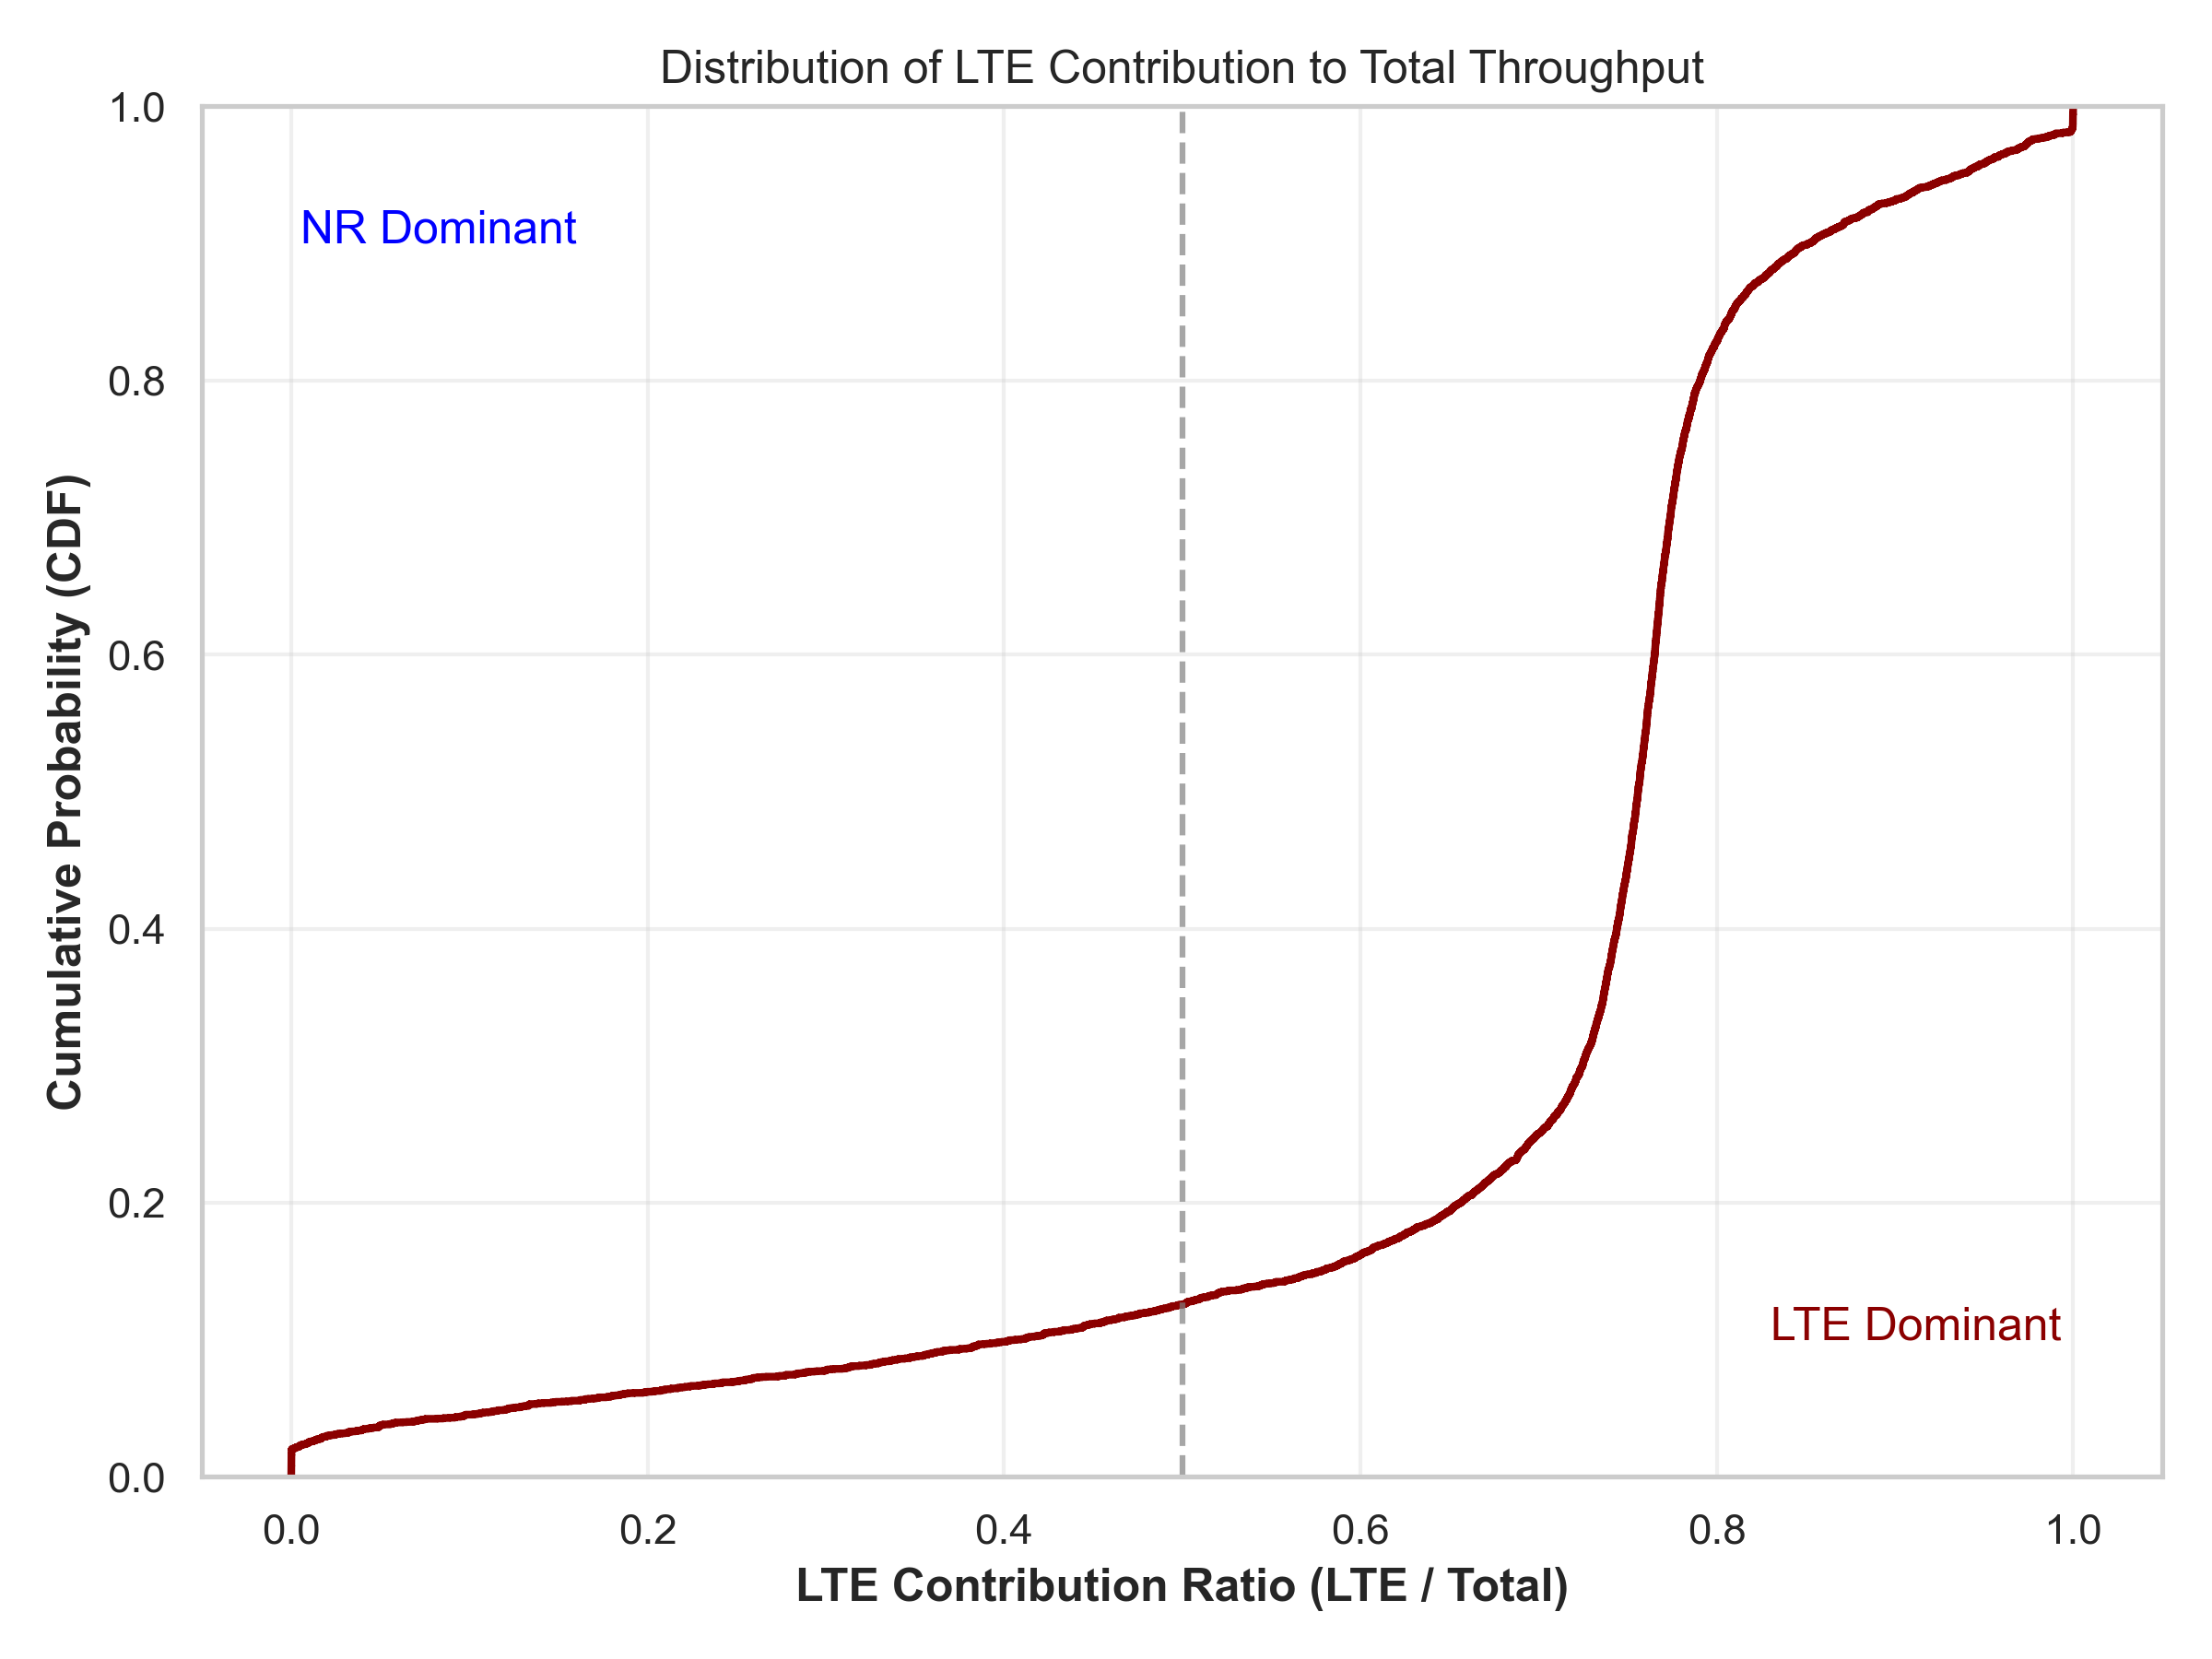 Distribution of LTE Contribution to Total Throughput
1.0
NR Dominant
0.8
0.6
Cumulative Probability (CDF)
0.4
0.2
LTE Dominant
0.0
0.0 0.2 0.4 0.6 0.8 1.0
LTE Contribution Ratio (LTE / Total)